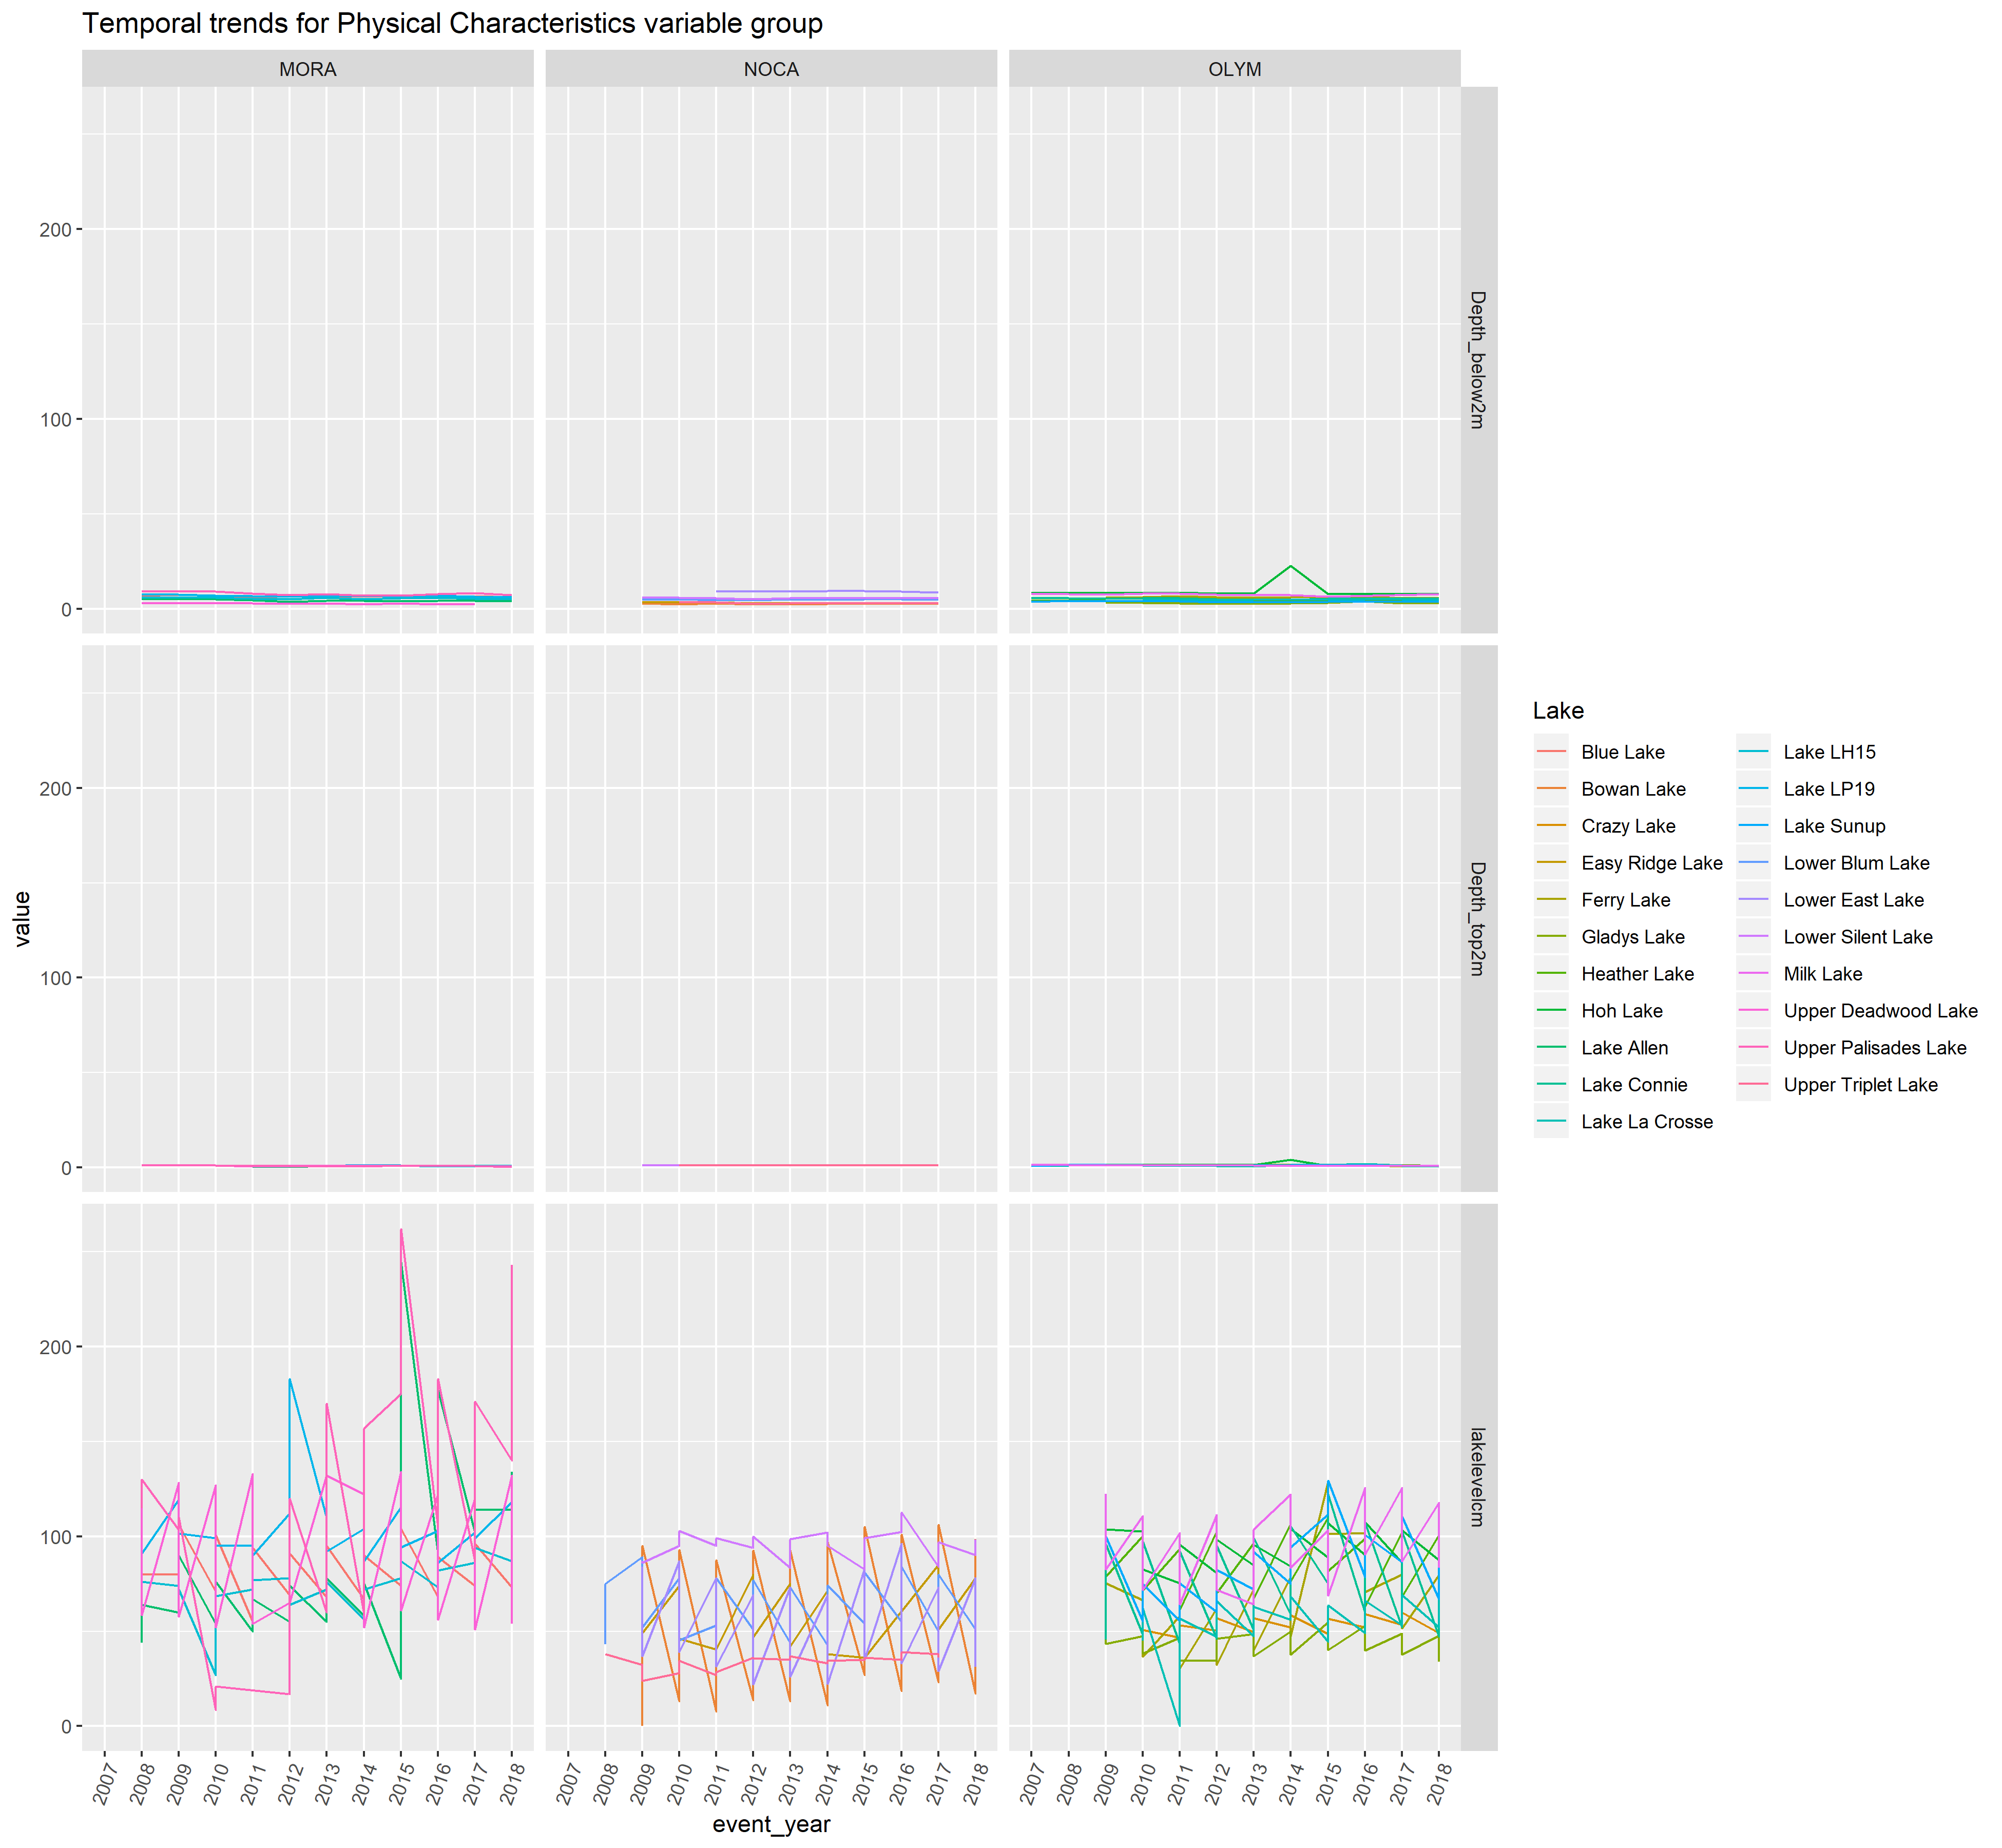 Temporal trends for Physical Characteristics variable group
MORA
NOCA
OLYM
200
100
0
Depth_below2m
200
100
0
Depth_top2m
200
100
0
lakelevelcm
value
2007 2008 2009 2010 2011 2012 2013 2014 2015 2016 2017 2018
2007 2008 2009 2010 2011 2012 2013 2014 2015 2016 2017 2018
2007 2008 2009 2010 2011 2012 2013 2014 2015 2016 2017 2018
event_year
Lake
Blue Lake
Bowan Lake
Crazy Lake
Easy Ridge Lake
Ferry Lake
Gladys Lake
Heather Lake
Hoh Lake
Lake Allen
Lake Connie
Lake La Crosse
Lake LH15
Lake LP19
Lake Sunup
Lower Blum Lake
Lower East Lake
Lower Silent Lake
Milk Lake
Upper Deadwood Lake
Upper Palisades Lake
Upper Triplet Lake